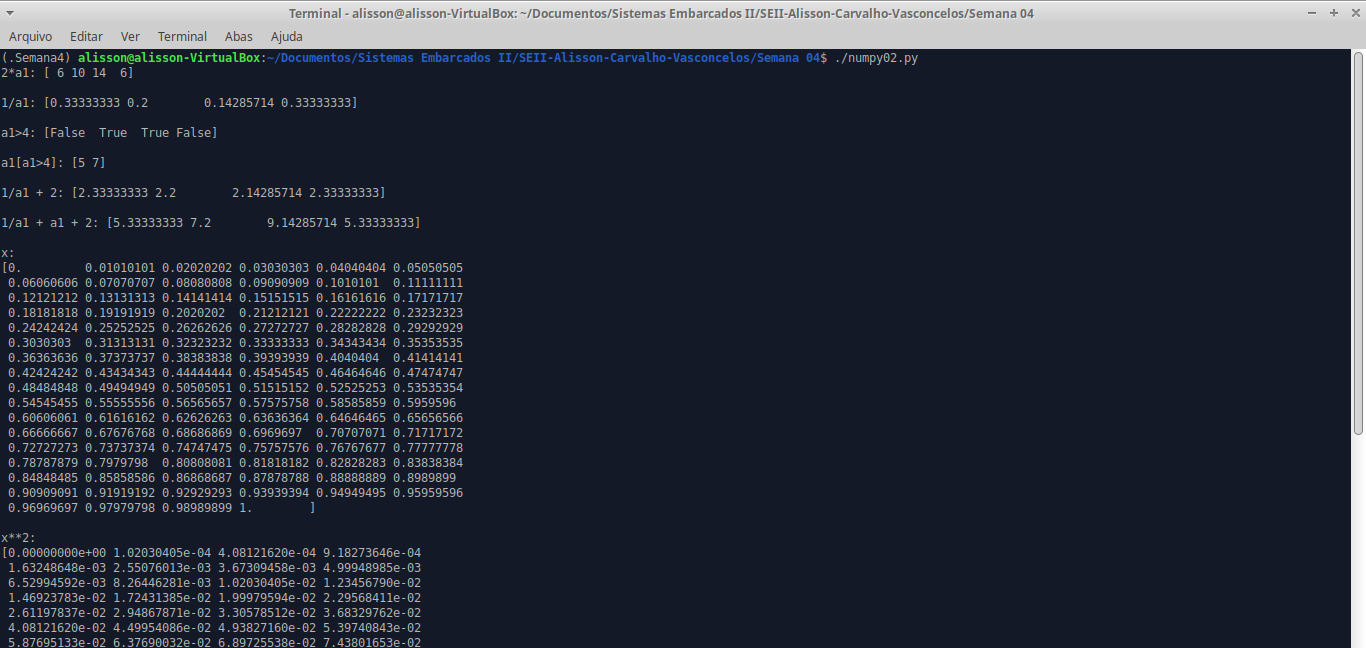 Terminal - alisson@alisson-VirtualBox: ~/Documentos/Sistemas Embarcados II/SEII-Alisson-Carvalho-Vasconcelos/Semana 04
Arquivo Editar Ver Terminal Abas Ajuda
(.Semana4) alisson@alisson-VirtualBox:~/Documentos/Sistemas Embarcados II/SEII-Alisson-Carvalho-Vasconcelos/Semana 04$ ./numpy02.py
2*a1: [ 6 10 14  6]
1/a1: [0.33333333 0.2        0.14285714 0.33333333]
a1>4: [False  True  True False]
a1[a1>4]: [5 7]
1/a1 + 2: [2.33333333 2.2        2.14285714 2.33333333]
1/a1 + a1 + 2: [5.33333333 7.2        9.14285714 5.33333333]
x:
[0.         0.01010101 0.02020202 0.03030303 0.04040404 0.05050505
 0.06060606 0.07070707 0.08080808 0.09090909 0.1010101  0.11111111
 0.12121212 0.13131313 0.14141414 0.15151515 0.16161616 0.17171717
 0.18181818 0.19191919 0.2020202  0.21212121 0.22222222 0.23232323
 0.24242424 0.25252525 0.26262626 0.27272727 0.28282828 0.29292929
 0.3030303  0.31313131 0.32323232 0.33333333 0.34343434 0.35353535
 0.36363636 0.37373737 0.38383838 0.39393939 0.4040404  0.41414141
 0.42424242 0.43434343 0.44444444 0.45454545 0.46464646 0.47474747
 0.48484848 0.49494949 0.50505051 0.51515152 0.52525253 0.53535354
 0.54545455 0.55555556 0.56565657 0.57575758 0.58585859 0.5959596
 0.60606061 0.61616162 0.62626263 0.63636364 0.64646465 0.65656566
 0.66666667 0.67676768 0.68686869 0.6969697  0.70707071 0.71717172
 0.72727273 0.73737374 0.74747475 0.75757576 0.76767677 0.77777778
 0.78787879 0.7979798  0.80808081 0.81818182 0.82828283 0.83838384
 0.84848485 0.85858586 0.86868687 0.87878788 0.88888889 0.8989899
 0.90909091 0.91919192 0.92929293 0.93939394 0.94949495 0.95959596
 0.96969697 0.97979798 0.98989899 1.        ]
x**2:
[0.00000000e+00 1.02030405e-04 4.08121620e-04 9.18273646e-04
 1.63248648e-03 2.55076013e-03 3.67309458e-03 4.99948985e-03
 6.52994592e-03 8.26446281e-03 1.02030405e-02 1.23456790e-02
 1.46923783e-02 1.72431385e-02 1.99979594e-02 2.29568411e-02
 2.61197837e-02 2.94867871e-02 3.30578512e-02 3.68329762e-02
 4.08121620e-02 4.49954086e-02 4.93827160e-02 5.39740843e-02
 5.87695133e-02 6.37690032e-02 6.89725538e-02 7.43801653e-02